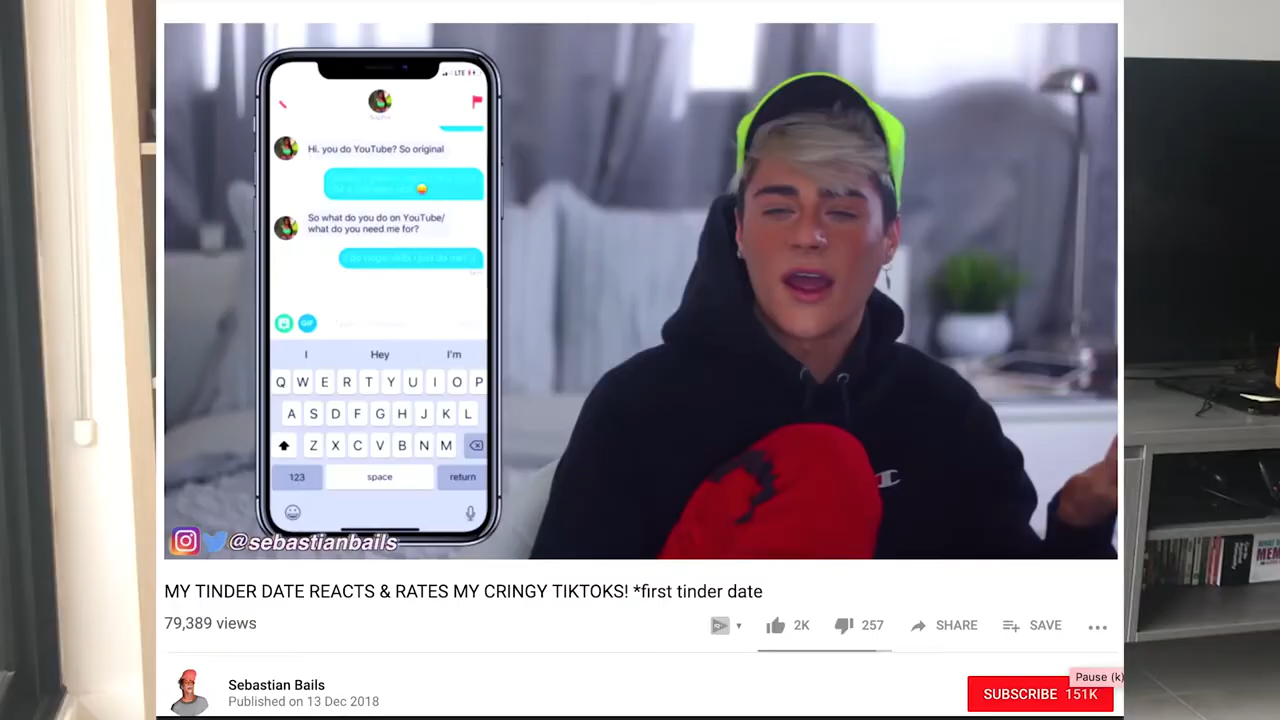 LTE
Hi. you do YouTube? So original
So what do you do on YouTube/
what do you need me for?
GIF
I Hey I'm
Q W E R T Y U I O P
A S D F G H J K L
Z X C V B N M
123 space return
@sebastianbails
MY TINDER DATE REACTS & RATES MY CRINGY TIKTOKS! *first tinder date
79,389 views
2K 257 SHARE SAVE
Sebastian Bails
Published on 13 Dec 2018
Pause (k)
SUBSCRIBE 151K